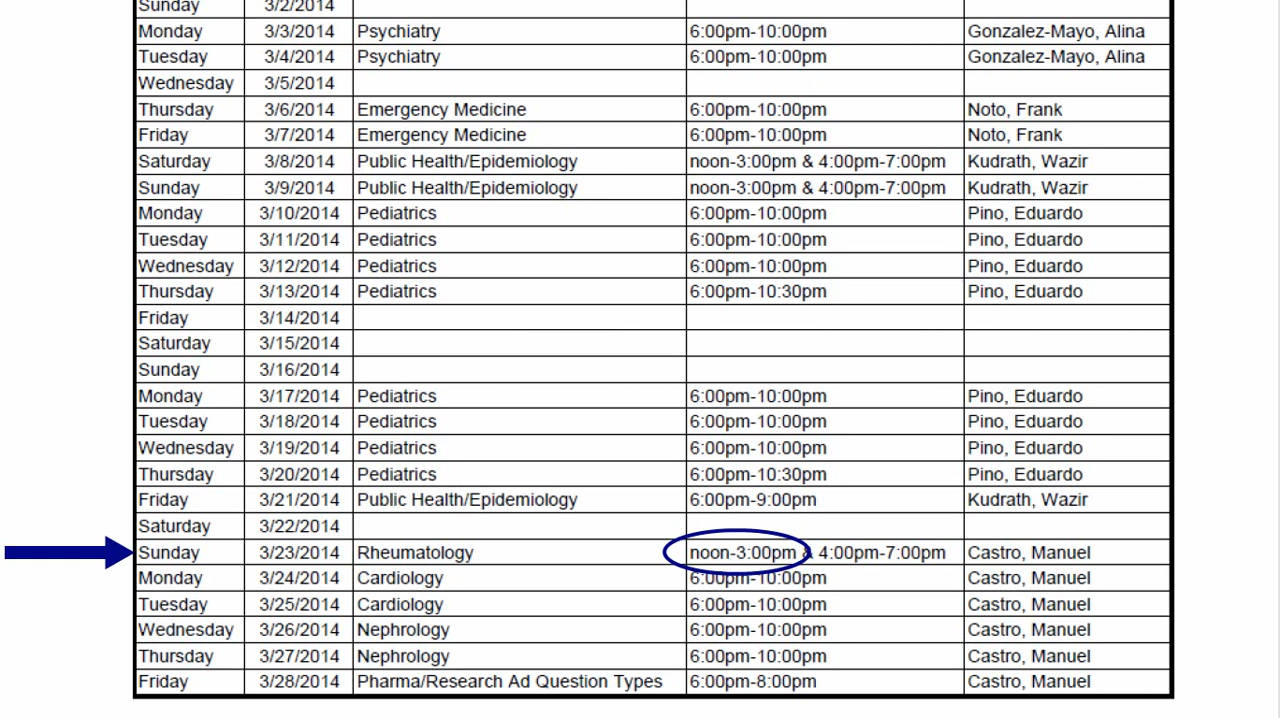 Sunday 3/2/2014
Monday 3/3/2014 Psychiatry 6:00pm-10:00pm Gonzalez-Mayo, Alina
Tuesday 3/4/2014 Psychiatry 6:00pm-10:00pm Gonzalez-Mayo, Alina
Wednesday 3/5/2014
Thursday 3/6/2014 Emergency Medicine 6:00pm-10:00pm Noto, Frank
Friday 3/7/2014 Emergency Medicine 6:00pm-10:00pm Noto, Frank
Saturday 3/8/2014 Public Health/Epidemiology noon-3:00pm & 4:00pm-7:00pm Kudrath, Wazir
Sunday 3/9/2014 Public Health/Epidemiology noon-3:00pm & 4:00pm-7:00pm Kudrath, Wazir
Monday 3/10/2014 Pediatrics 6:00pm-10:00pm Pino, Eduardo
Tuesday 3/11/2014 Pediatrics 6:00pm-10:00pm Pino, Eduardo
Wednesday 3/12/2014 Pediatrics 6:00pm-10:00pm Pino, Eduardo
Thursday 3/13/2014 Pediatrics 6:00pm-10:30pm Pino, Eduardo
Friday 3/14/2014
Saturday 3/15/2014
Sunday 3/16/2014
Monday 3/17/2014 Pediatrics 6:00pm-10:00pm Pino, Eduardo
Tuesday 3/18/2014 Pediatrics 6:00pm-10:00pm Pino, Eduardo
Wednesday 3/19/2014 Pediatrics 6:00pm-10:00pm Pino, Eduardo
Thursday 3/20/2014 Pediatrics 6:00pm-10:30pm Pino, Eduardo
Friday 3/21/2014 Public Health/Epidemiology 6:00pm-9:00pm Kudrath, Wazir
Saturday 3/22/2014
Sunday 3/23/2014 Rheumatology noon-3:00pm & 4:00pm-7:00pm Castro, Manuel
Monday 3/24/2014 Cardiology 6:00pm-10:00pm Castro, Manuel
Tuesday 3/25/2014 Cardiology 6:00pm-10:00pm Castro, Manuel
Wednesday 3/26/2014 Nephrology 6:00pm-10:00pm Castro, Manuel
Thursday 3/27/2014 Nephrology 6:00pm-10:00pm Castro, Manuel
Friday 3/28/2014 Pharma/Research Ad Question Types 6:00pm-8:00pm Castro, Manuel